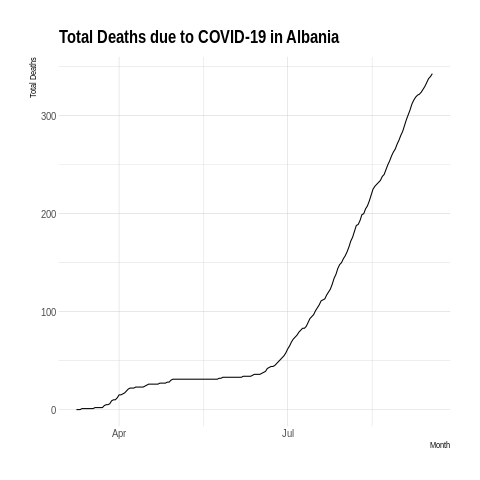 Total Deaths due to COVID-19 in Albania
Total Deaths
300
200
100
0
Apr
Jul
Month